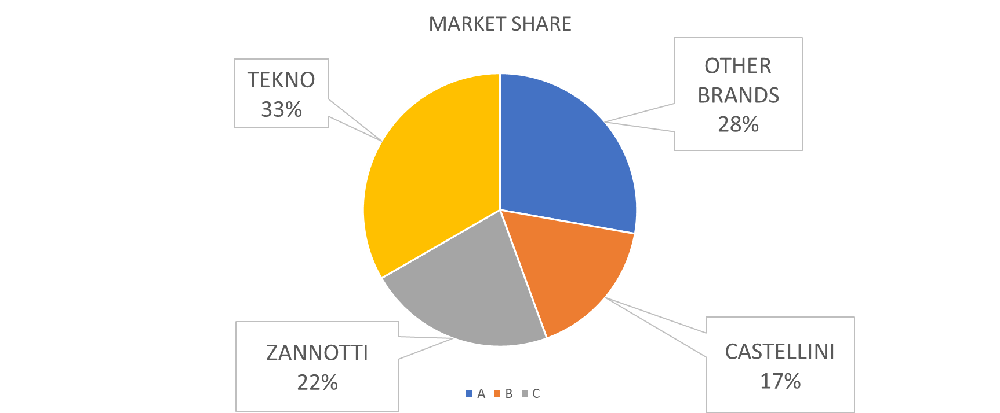 MARKET SHARE
TEKNO
33%
OTHER
BRANDS
28%
ZANNOTTI
22%
CASTELLINI
17%
A B C